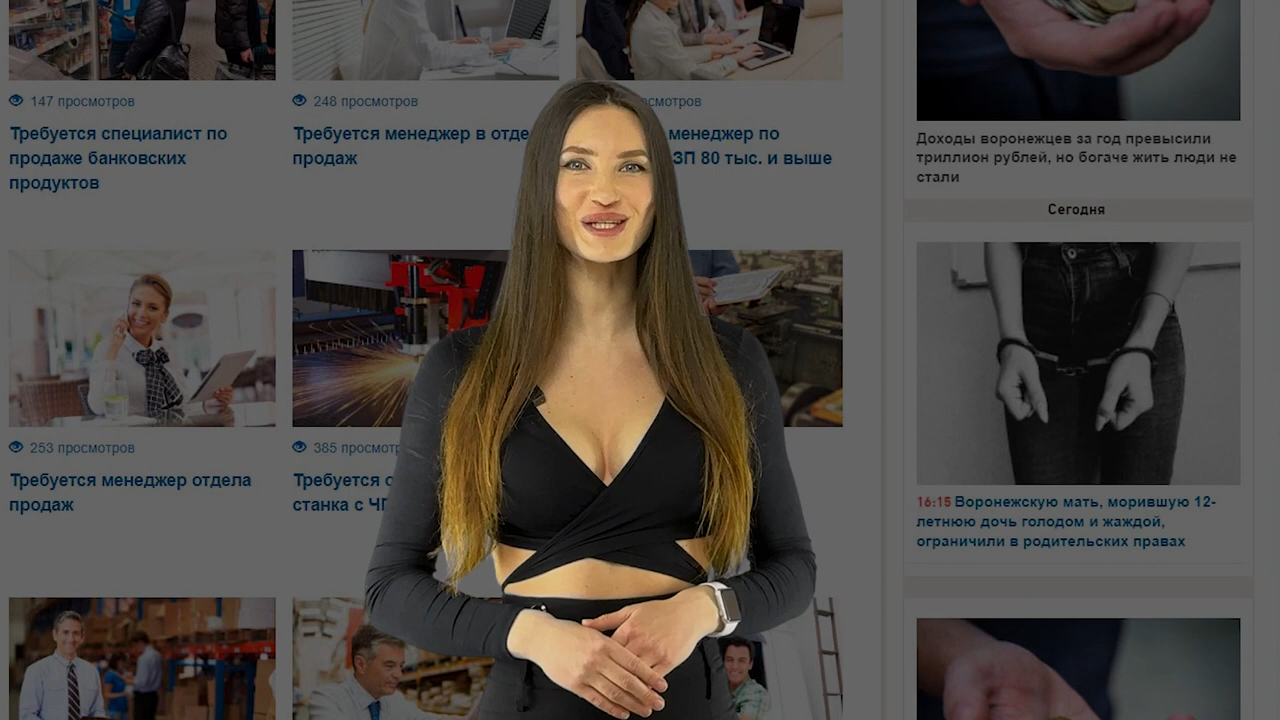 147 просмотров
Требуется специалист по
продаже банковских
продуктов
248 просмотров
Требуется менеджер в отде
продаж
смотров
менеджер по
ЗП 80 тыс. и выше
253 просмотров
Требуется менеджер отдела
продаж
385 просмот
Требуется
станка с ЧП
Доходы воронежцев за год превысили
триллион рублей, но богаче жить люди не
стали
Сегодня
16:15 Воронежскую мать, морившую 12-
летнюю дочь голодом и жаждой,
ограничили в родительских правах